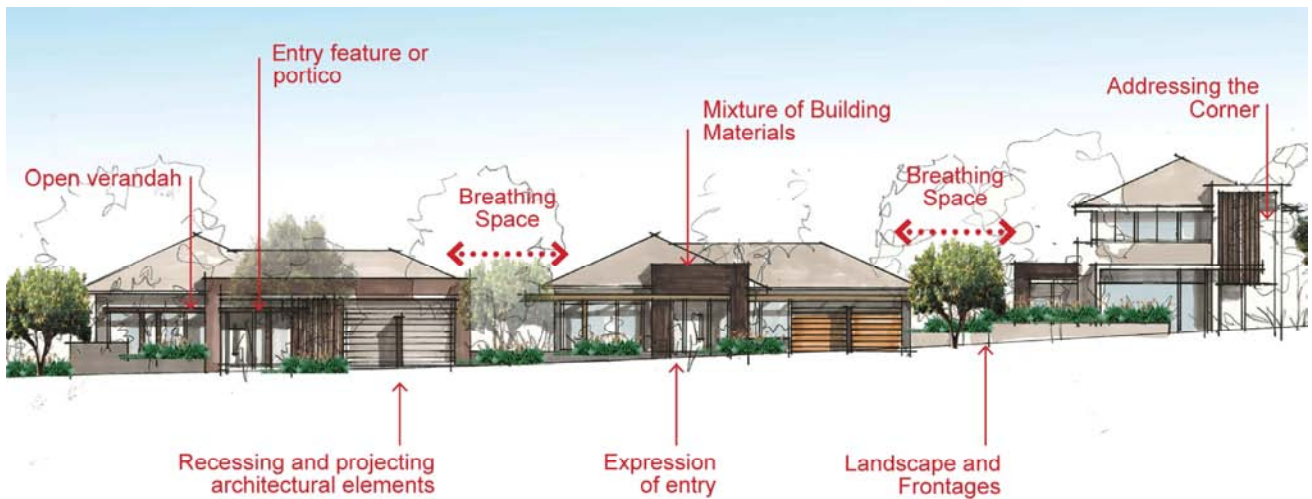 Entry feature or
portico
Addressing the
Corner
Mixture of Building
Materials
Open verandah
Breathing
Space
Breathing
Space
Recessing and projecting
architectural elements
Expression
of entry
Landscape and
Frontages